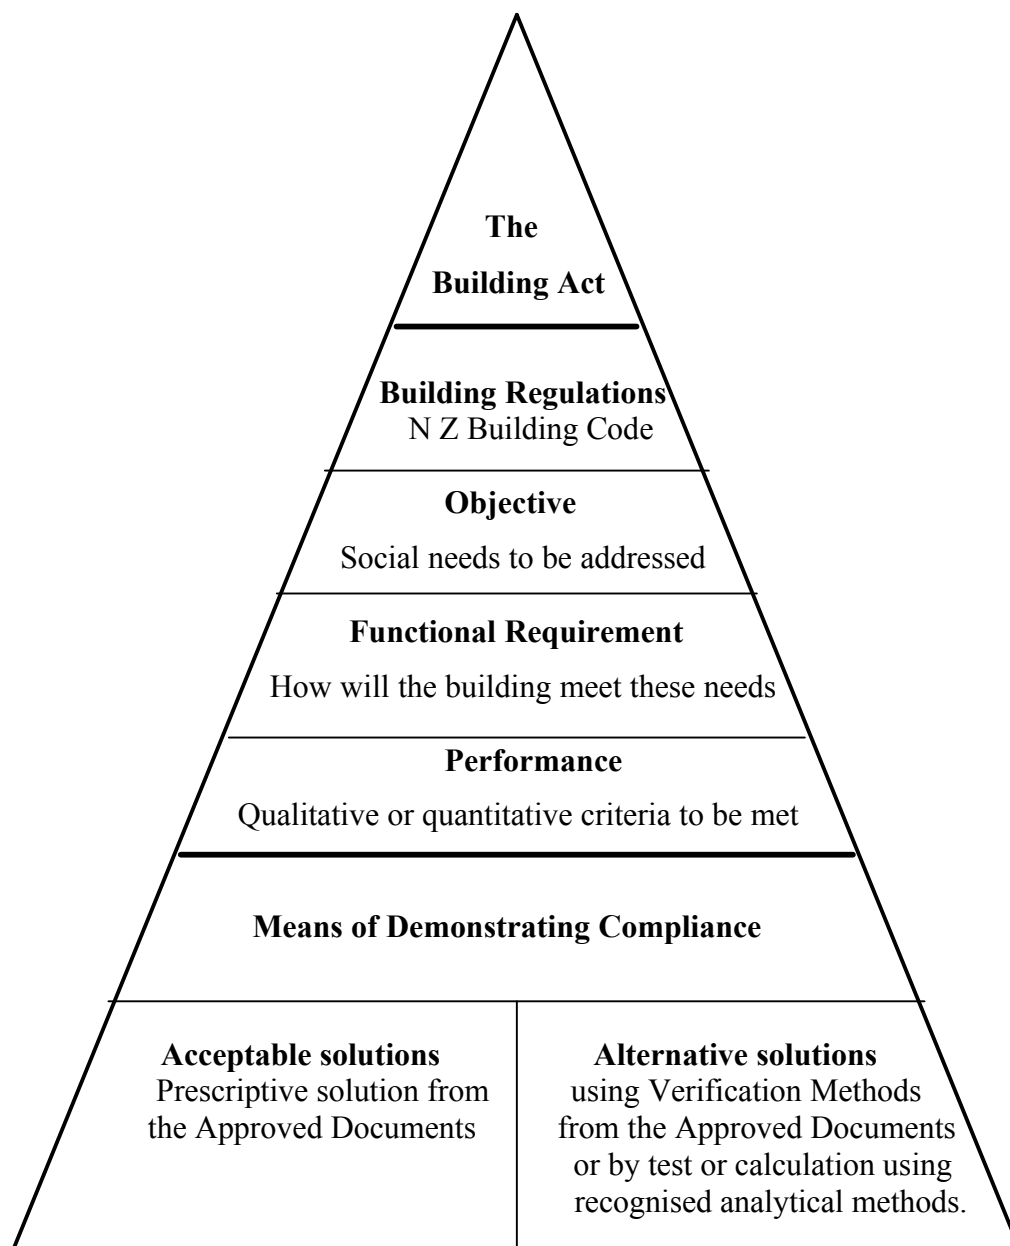 The
Building Act
Building Regulations
N Z Building Code
Objective
Social needs to be addressed
Functional Requirement
How will the building meet these needs
Performance
Qualitative or quantitative criteria to be met
Means of Demonstrating Compliance
Acceptable solutions
Prescriptive solution from
the Approved Documents
Alternative solutions
using Verification Methods
from the Approved Documents
or by test or calculation using
recognised analytical methods.